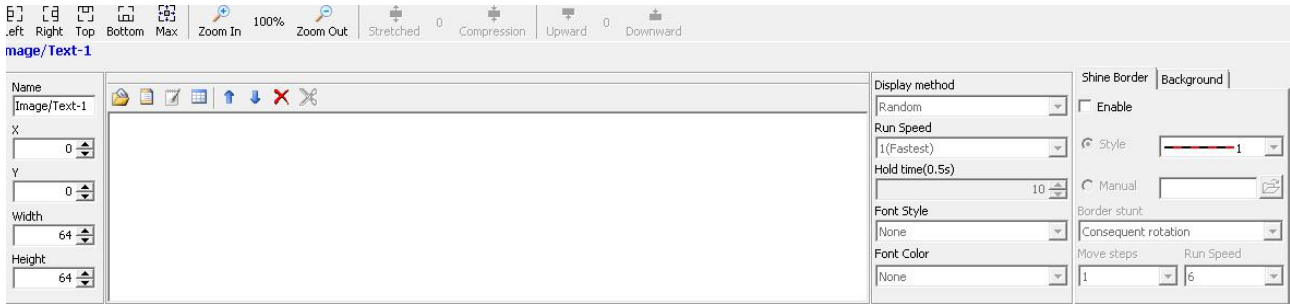 Left Right Top Bottom Max Zoom In 100% Zoom Out Stretched 0 Compression Upward 0 Downward
mage/Text-1
Name
Image/Text-1
X
0
Y
0
Width
64
Height
64
Display method
Random
Run Speed
1(Fastest)
Hold time(0.5s)
10
Font Style
None
Font Color
None
Shine Border Background
Enable
Style 1
Manual
Border stunt
Consequent rotation
Move steps Run Speed
1 6